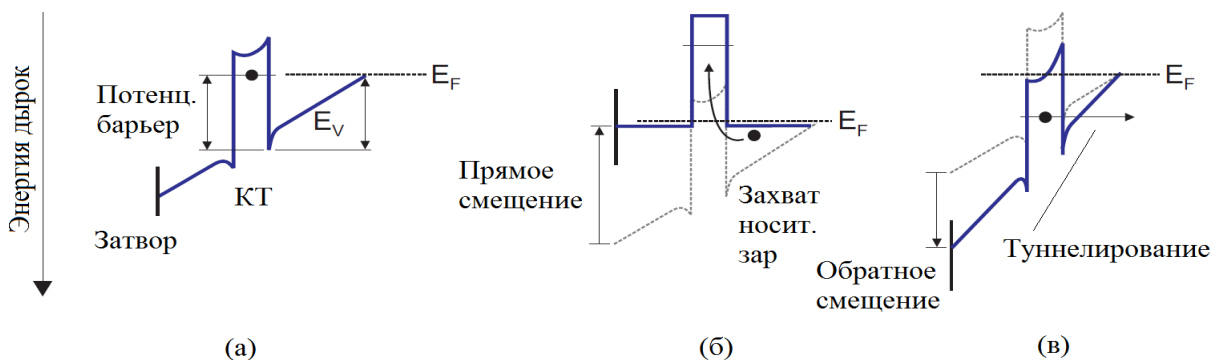 Энергия дырок
Потенц.
барьер
E_V
E_F
КТ
Затвор
(а)
E_F
Прямое
смещение
Захват
носит.
зар
(б)
E_F
Обратное
смещение
Туннелирование
(в)